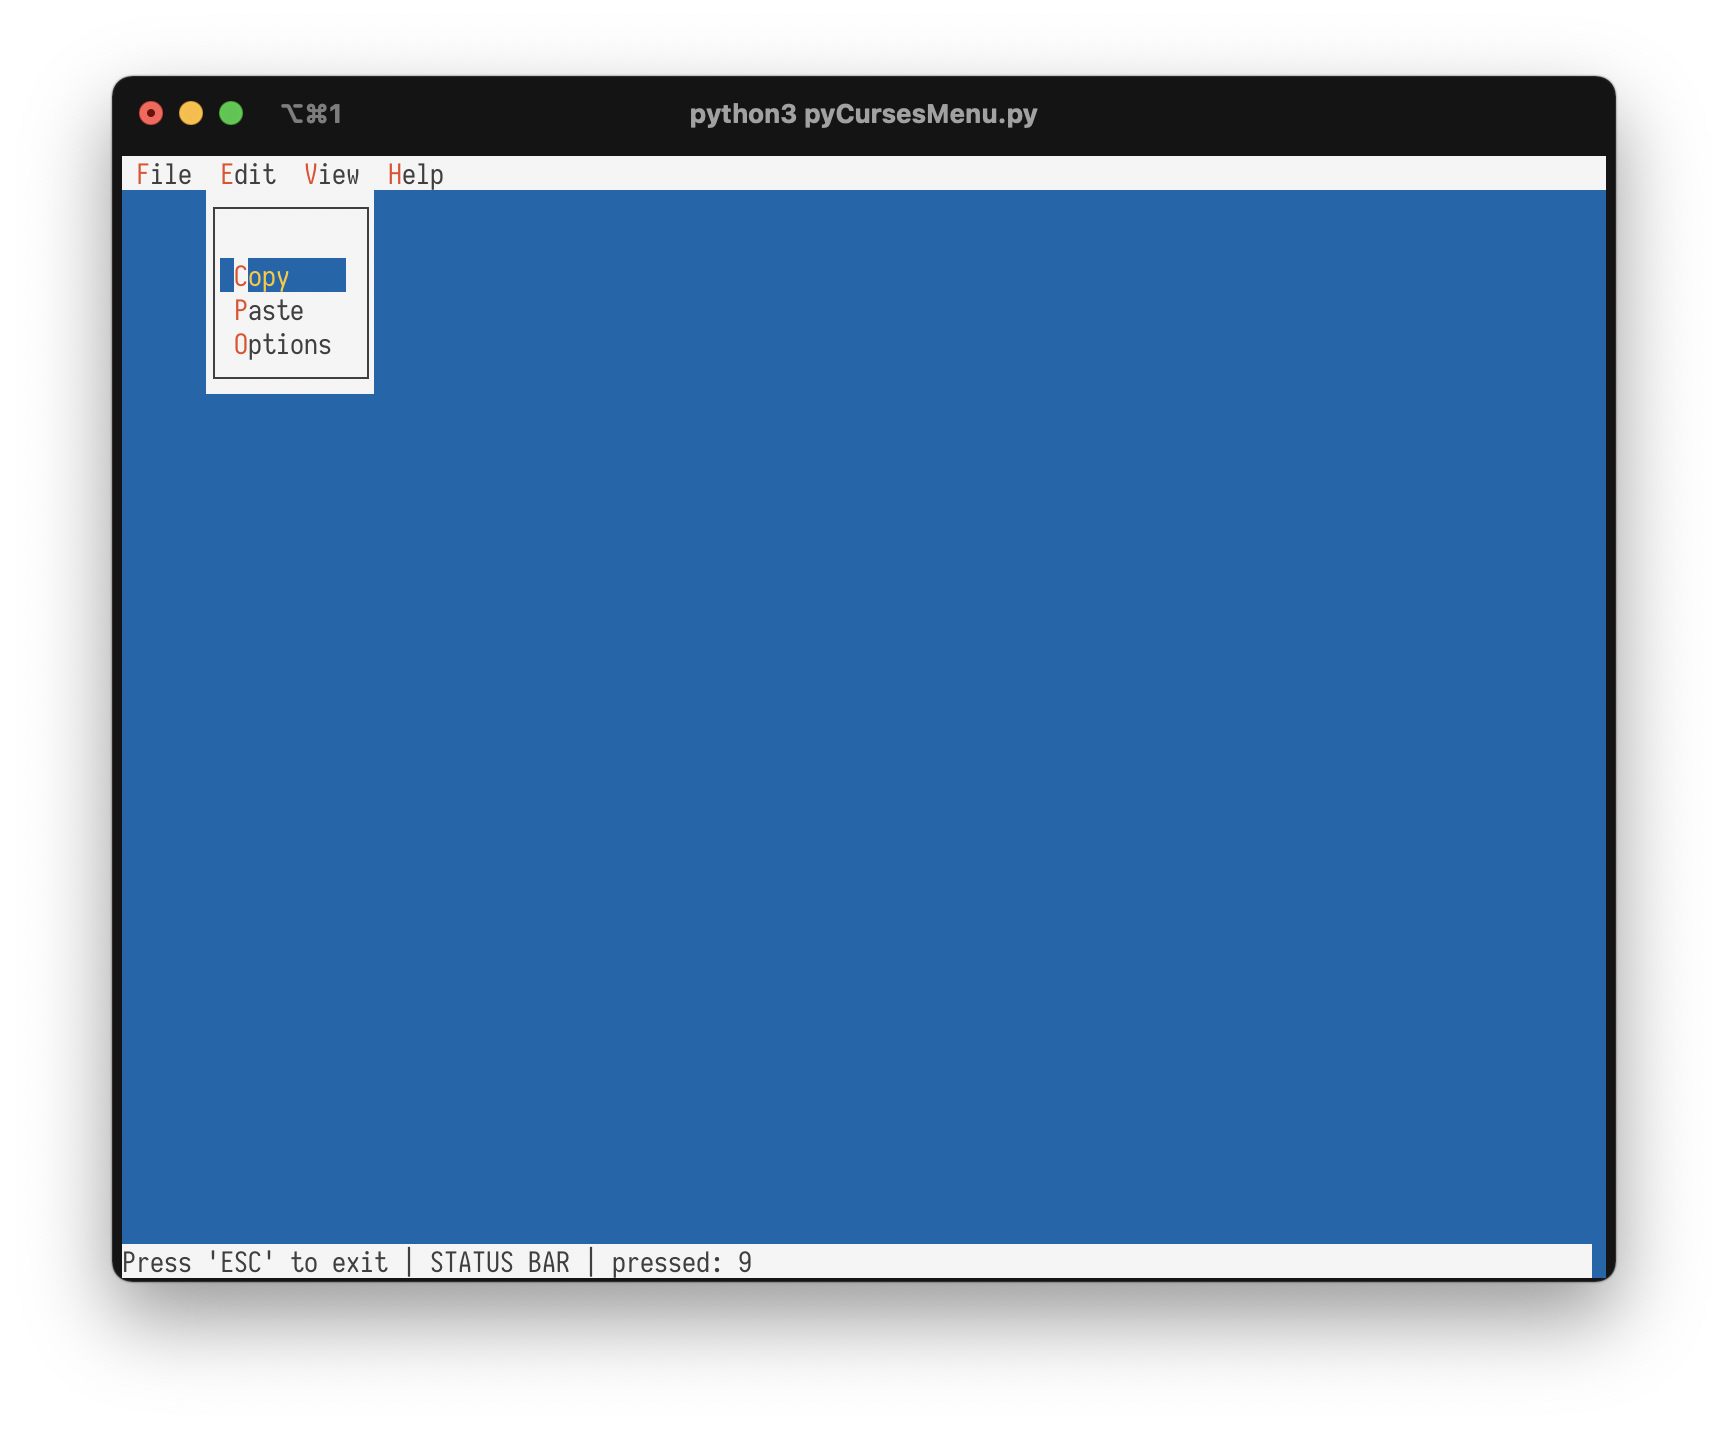 ⌥⌘1 python3 pyCursesMenu.py
File Edit View Help
Copy
Paste
Options
Press 'ESC' to exit | STATUS BAR | pressed: 9